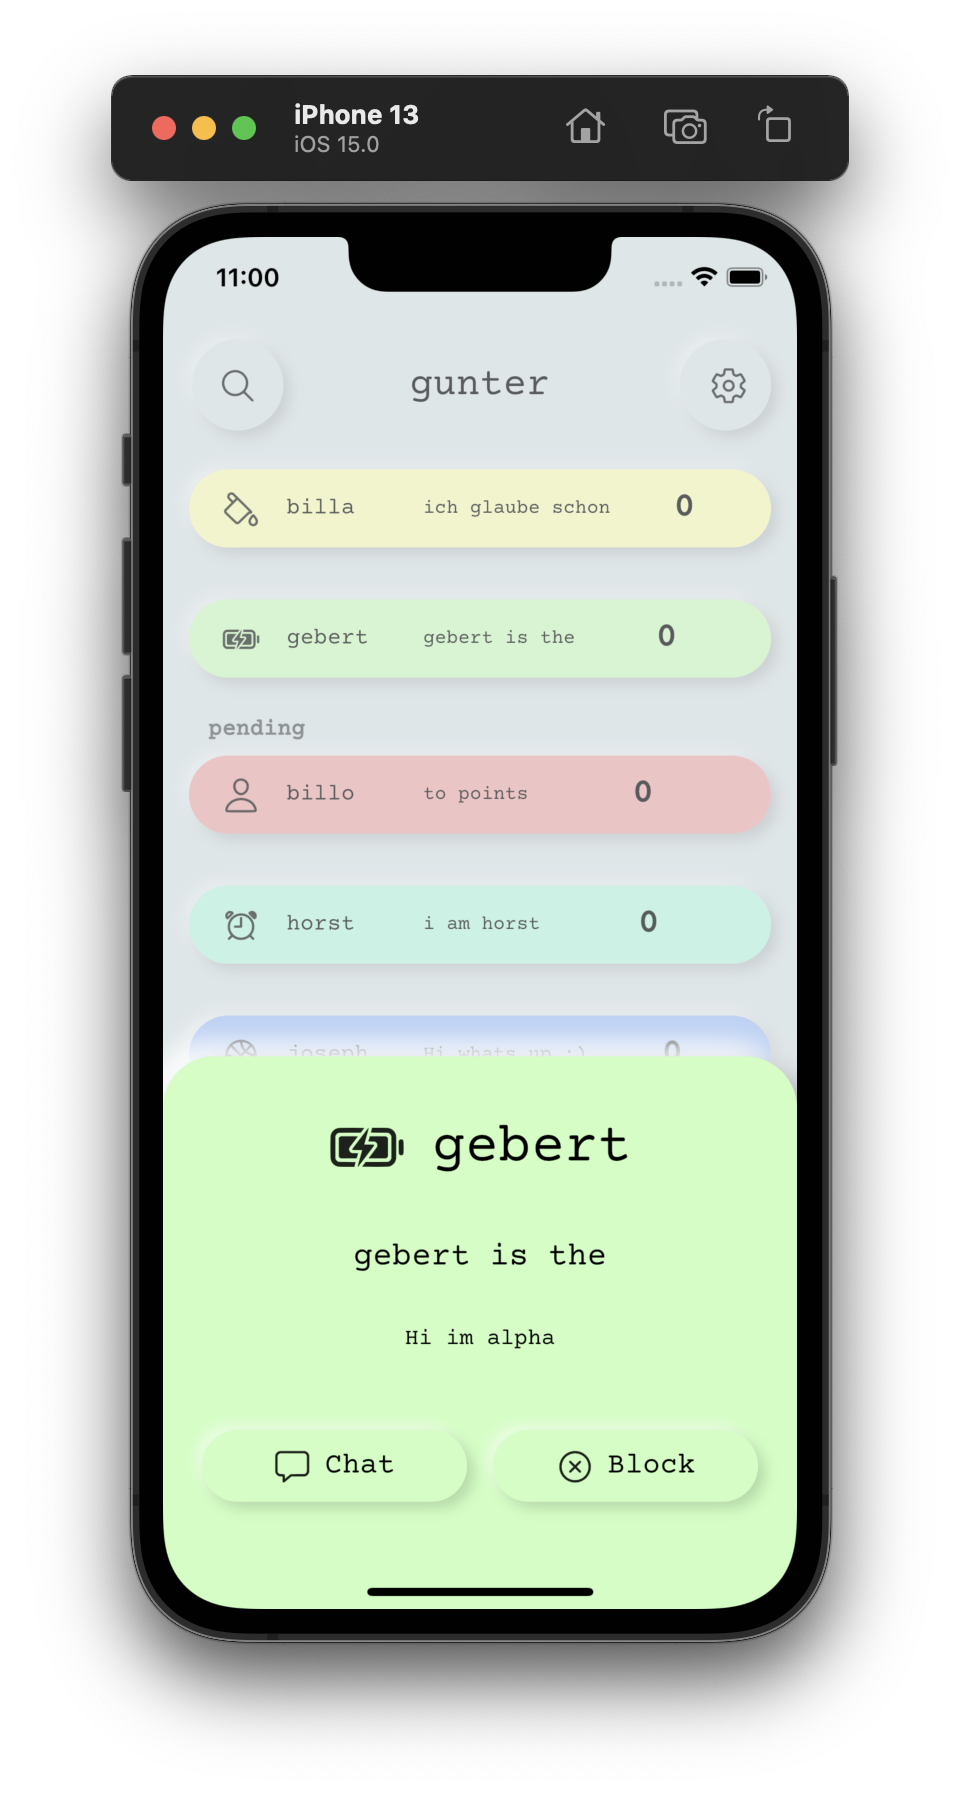 iPhone 13
iOS 15.0
11:00
gunter
billa ich glaube schon 0
gebert gebert is the 0
pending
billo to points 0
horst i am horst 0
joseph Hi whats up :) 0
gebert
gebert is the
Hi im alpha
Chat Block